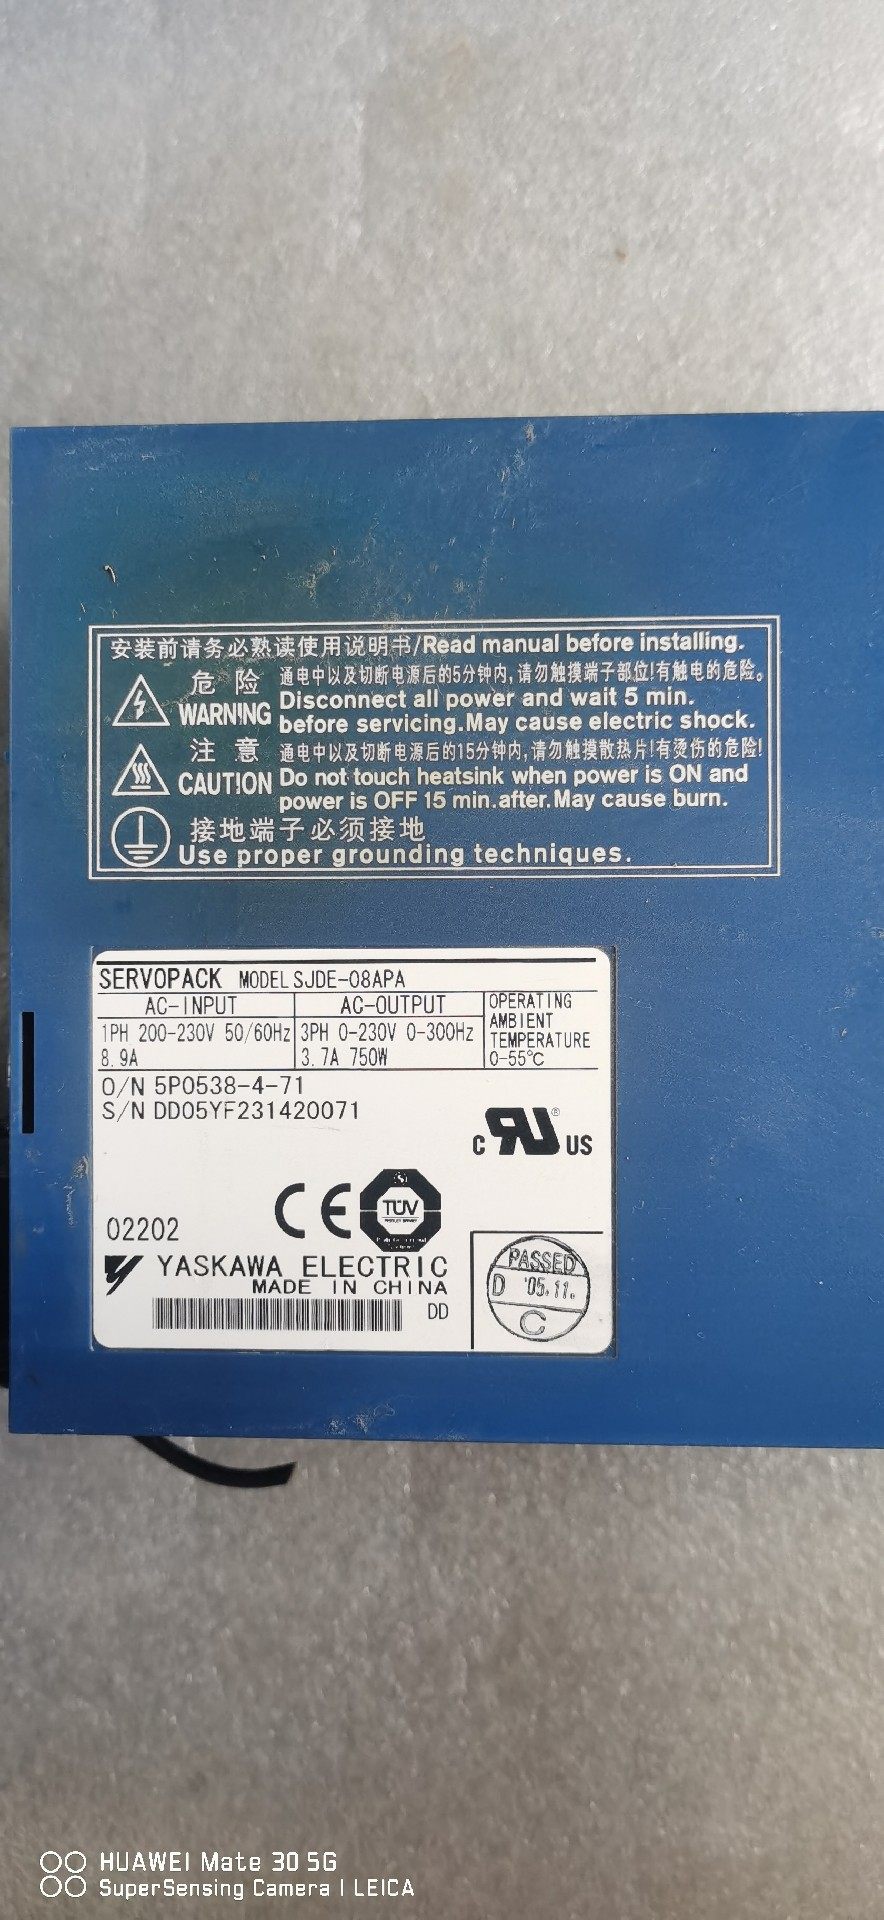 安装前请务必熟读使用说明书/Read manual before installing.
危 险
WARNING
通电中以及切断电源后的5分钟内,请勿触摸端子部位!有触电的危险。
Disconnect all power and wait 5 min.
before servicing.May cause electric shock.
注 意
CAUTION
通电中以及切断电源后的15分钟内,请勿触摸散热片!有烫伤的危险!
Do not touch heatsink when power is ON and
power is OFF 15 min.after.May cause burn.
接地端子必须接地
Use proper grounding techniques.
SERVOPACK MODEL SJDE-08APA
AC-INPUT
1PH 200-230V 50/60Hz
8.9A
AC-OUTPUT
3PH 0-230V 0-300Hz
3.7A 750W
OPERATING
AMBIENT
TEMPERATURE
0-55℃
O/N 5P0538-4-71
S/N DD05YF231420071
C RU ® US
CE
TÜV
02202
YASKAWA ELECTRIC
MADE IN CHINA
DD
PASSED
D '05.11.
C
HUAWEI Mate 30 5G
SuperSensing Camera | LEICA